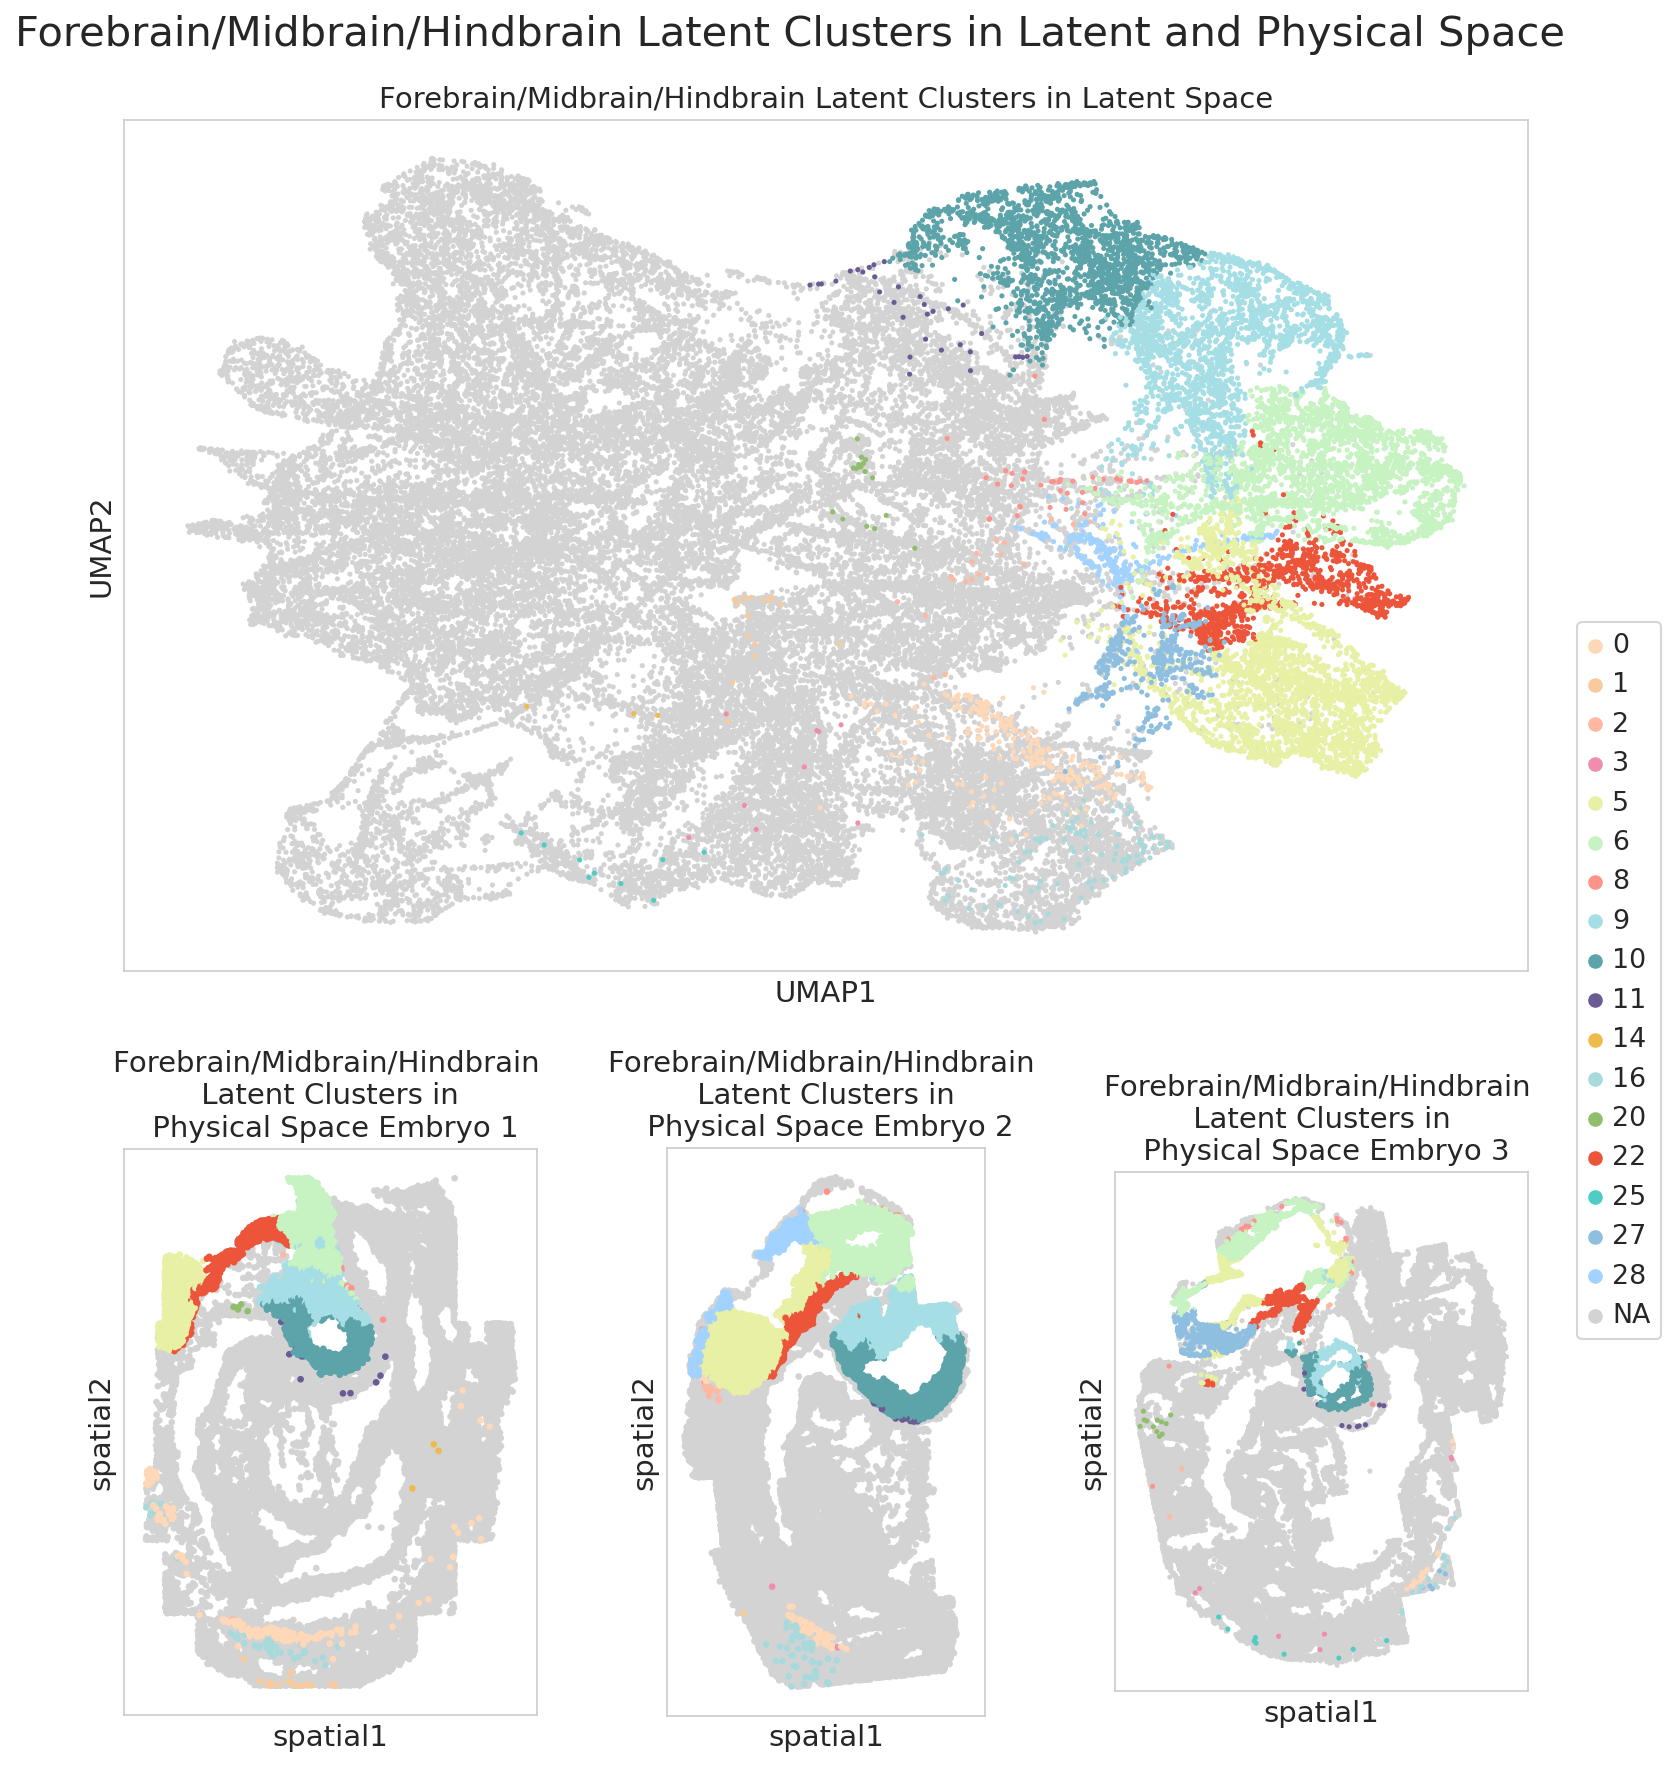 Forebrain/Midbrain/Hindbrain Latent Clusters in Latent and Physical Space
Forebrain/Midbrain/Hindbrain Latent Clusters in Latent Space
UMAP2
UMAP1
0
1
2
3
5
6
8
9
10
11
14
16
20
22
25
27
28
NA
Forebrain/Midbrain/Hindbrain
Latent Clusters in
Physical Space Embryo 1
spatial2
spatial1
Forebrain/Midbrain/Hindbrain
Latent Clusters in
Physical Space Embryo 2
spatial2
spatial1
Forebrain/Midbrain/Hindbrain
Latent Clusters in
Physical Space Embryo 3
spatial2
spatial1